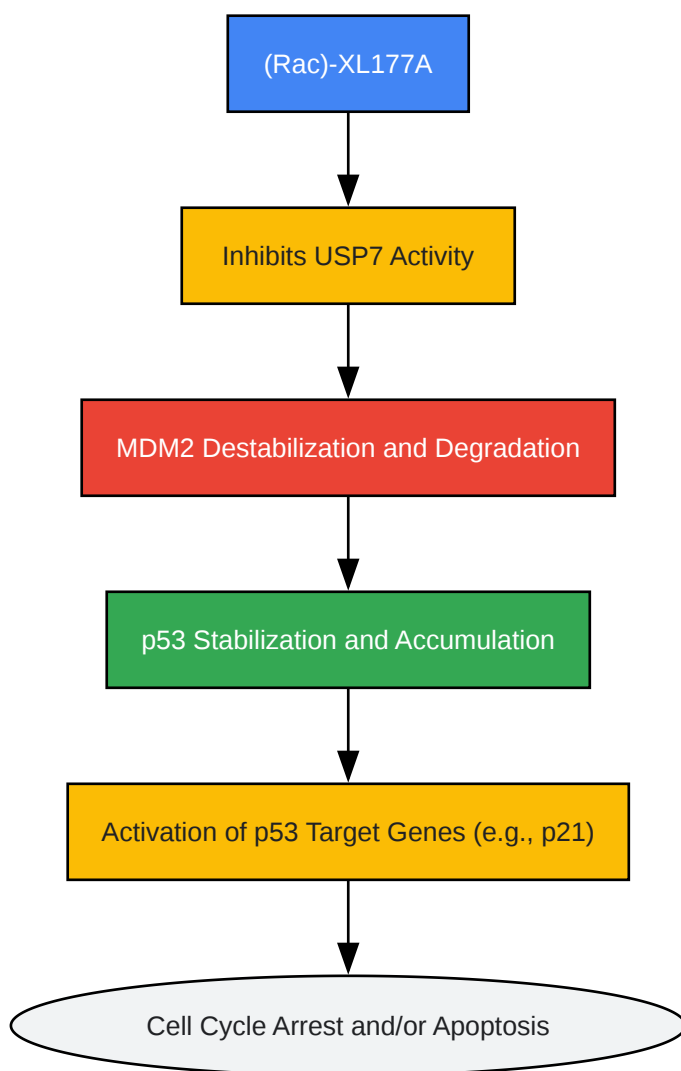 (Rac)-XL177A
Inhibits USP7 Activity
MDM2 Destabilization and Degradation
p53 Stabilization and Accumulation
Activation of p53 Target Genes (e.g., p21)
Cell Cycle Arrest and/or Apoptosis